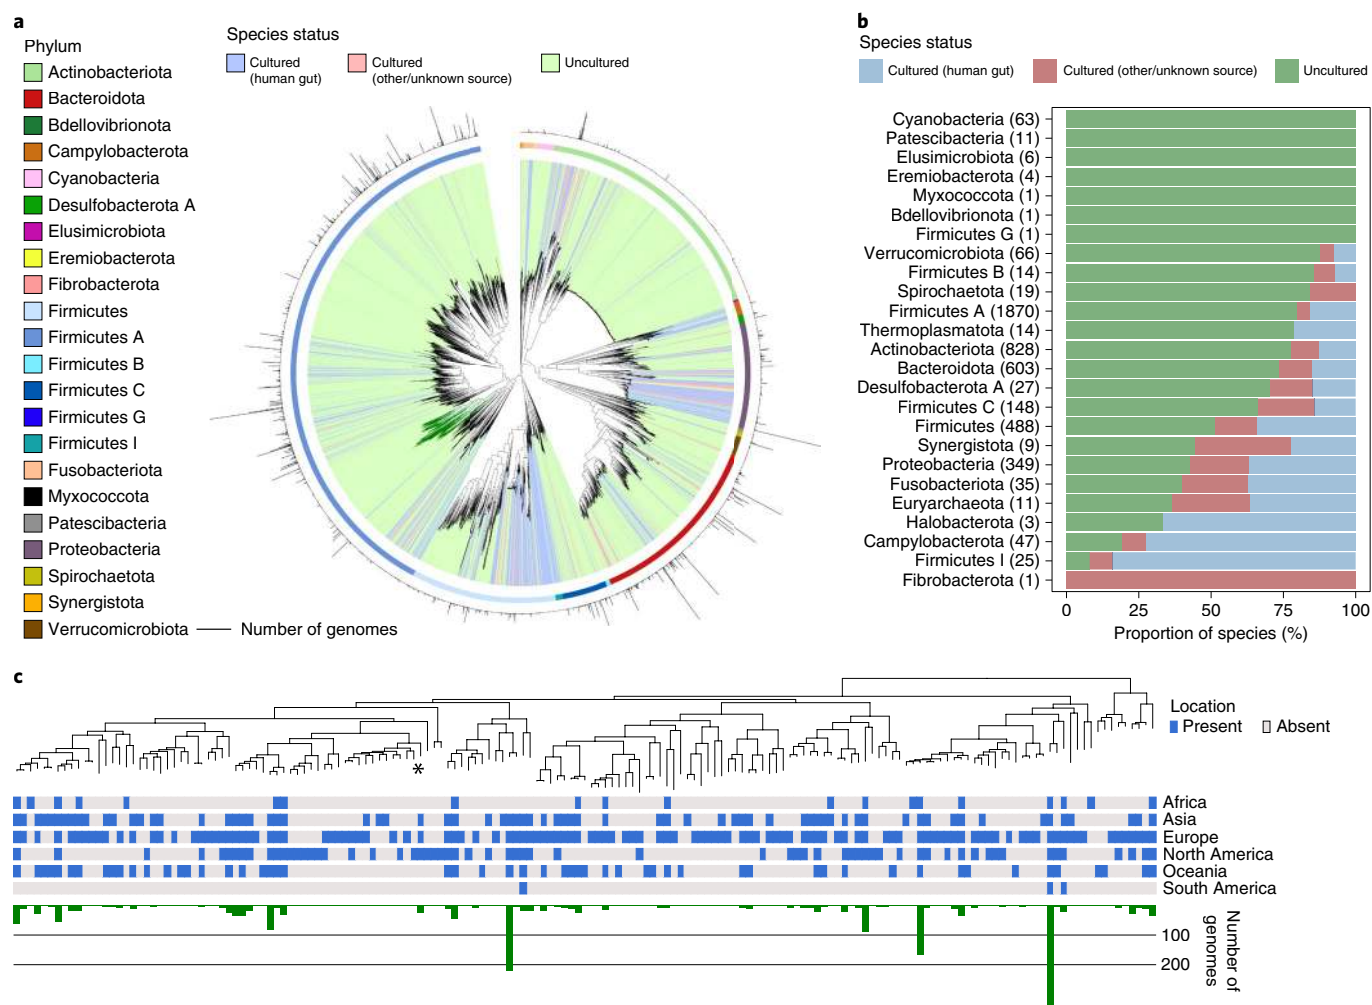 a
Phylum
Actinobacteriota
Bacteroidota
Bdellovibrionota
Campylobacterota
Cyanobacteria
Desulfobacterota A
Elusimicrobiota
Eremiobacterota
Fibrobacterota
Firmicutes
Firmicutes A
Firmicutes B
Firmicutes C
Firmicutes G
Firmicutes I
Fusobacteriota
Myxococcota
Patescibacteria
Proteobacteria
Spirochaetota
Synergistota
Verrucomicrobiota
Number of genomes
Species status
Cultured
(human gut)
Cultured
(other/unknown source)
Uncultured
b
Species status
Cultured (human gut)
Cultured (other/unknown source)
Uncultured
Cyanobacteria (63)
Patescibacteria (11)
Elusimicrobiota (6)
Eremiobacterota (4)
Myxococcota (1)
Bdellovibrionota (1)
Firmicutes G (1)
Verrucomicrobiota (66)
Firmicutes B (14)
Spirochaetota (19)
Firmicutes A (1870)
Thermoplasmatota (14)
Actinobacteriota (828)
Bacteroidota (603)
Desulfobacterota A (27)
Firmicutes C (148)
Firmicutes (488)
Synergistota (9)
Proteobacteria (349)
Fusobacteriota (35)
Euryarchaeota (11)
Halobacterota (3)
Campylobacterota (47)
Firmicutes I (25)
Fibrobacterota (1)
0 25 50 75 100
Proportion of species (%)
c
Location
Present Absent
*
Africa
Asia
Europe
North America
Oceania
South America
100
200
Number of
genomes